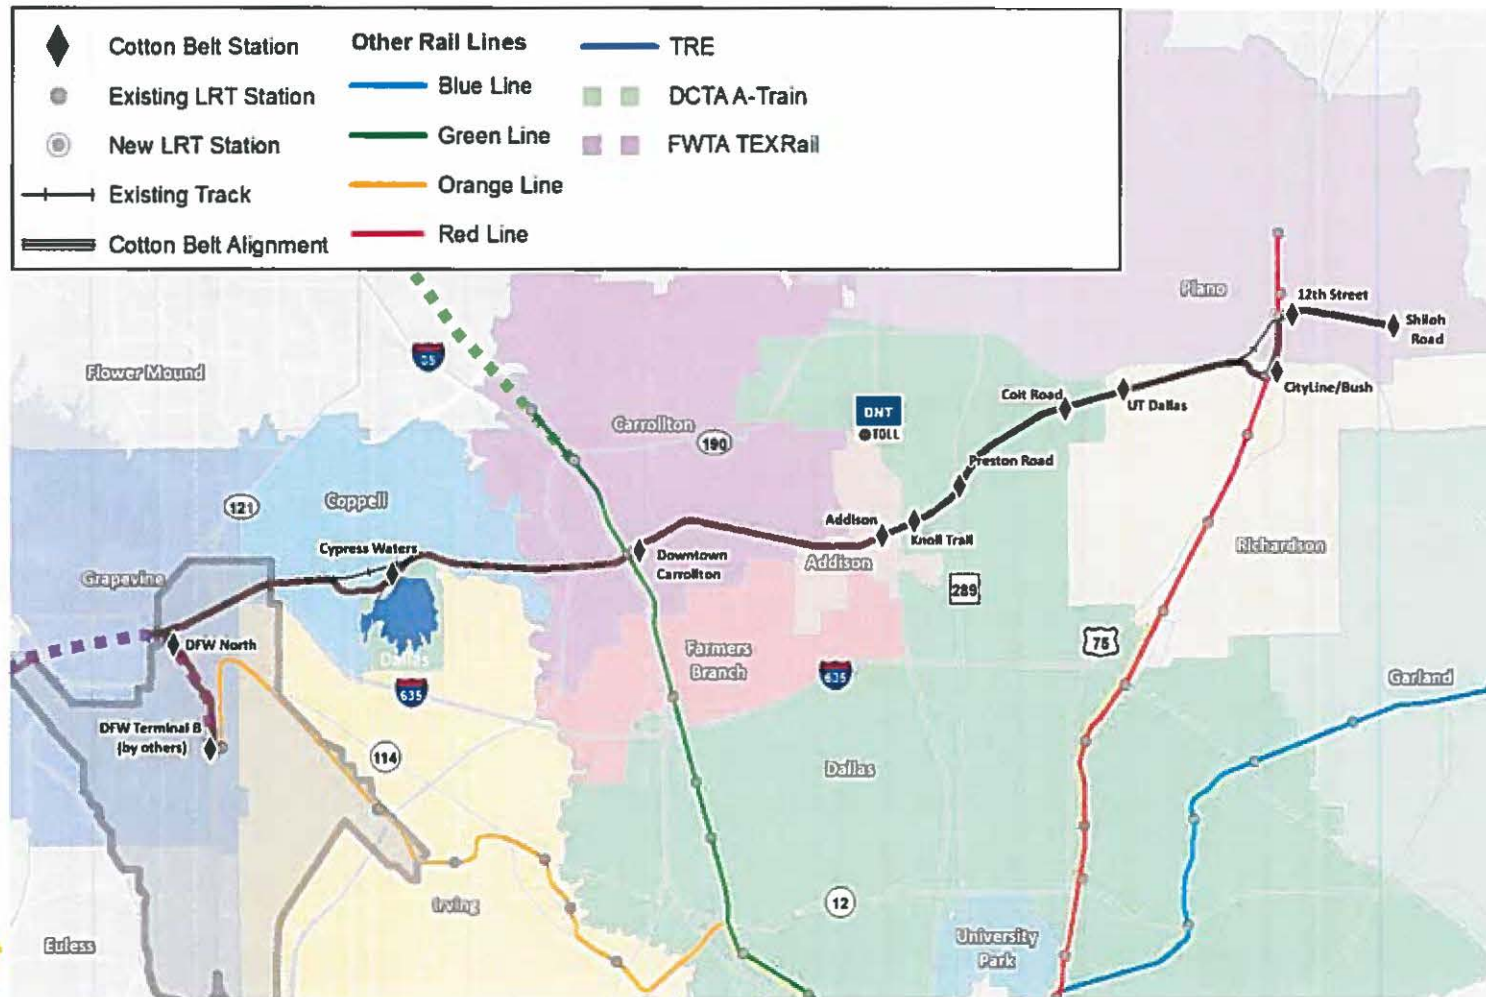 Cotton Belt Station
Existing LRT Station
New LRT Station
Existing Track
Cotton Belt Alignment
Other Rail Lines
Blue Line
Green Line
Orange Line
Red Line
TRE
DCTA A-Train
FWTA TEXRail
Plano
12th Street
Shiloh
Road
CityLine/Bush
Flower Mound
35
Carrollton
190
DNT
TOLL
Coit Road
UT Dallas
Preston Road
121
Coppell
Cypress Waters
Addison
Knoll Trail
Richardson
Downtown
Carrollton
Addison
Grapevine
289
DFW North
Dallas
Farmers
Branch
75
635
635
Garland
DFW Terminal B
(by others)
114
Dallas
Irving
12
Euless
University
Park